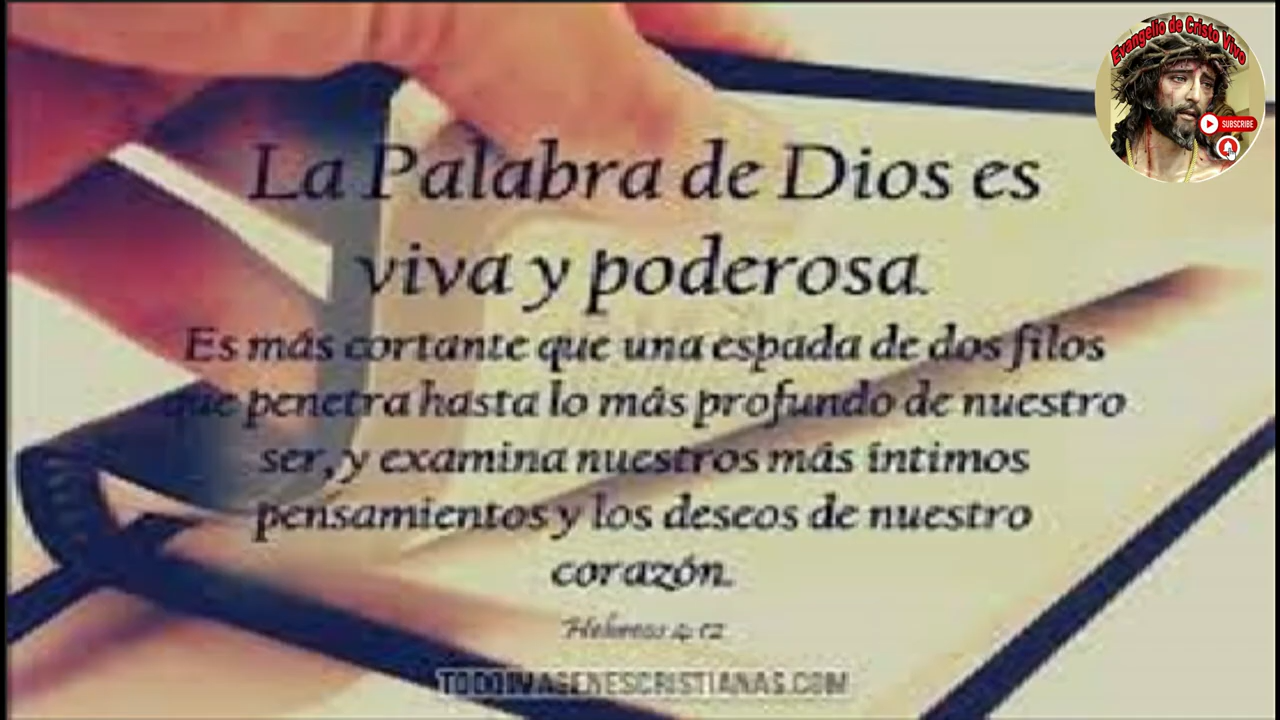 Evangelio de Cristo Vivo
SUBSCRIBE
La Palabra de Dios es
viva y poderosa.
Es más cortante que una espada de dos filos
que penetra hasta lo más profundo de nuestro
ser, y examina nuestros más íntimos
pensamientos y los deseos de nuestro
corazón.
Hebreos 4:12
TODOIMAGENESCRISTIANAS.COM